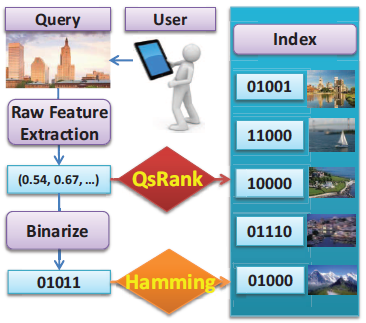 Query
User
Index
Raw Feature
Extraction
(0.54, 0.67, ...)
QsRank
Binarize
01011
Hamming
01001
11000
10000
01110
01000